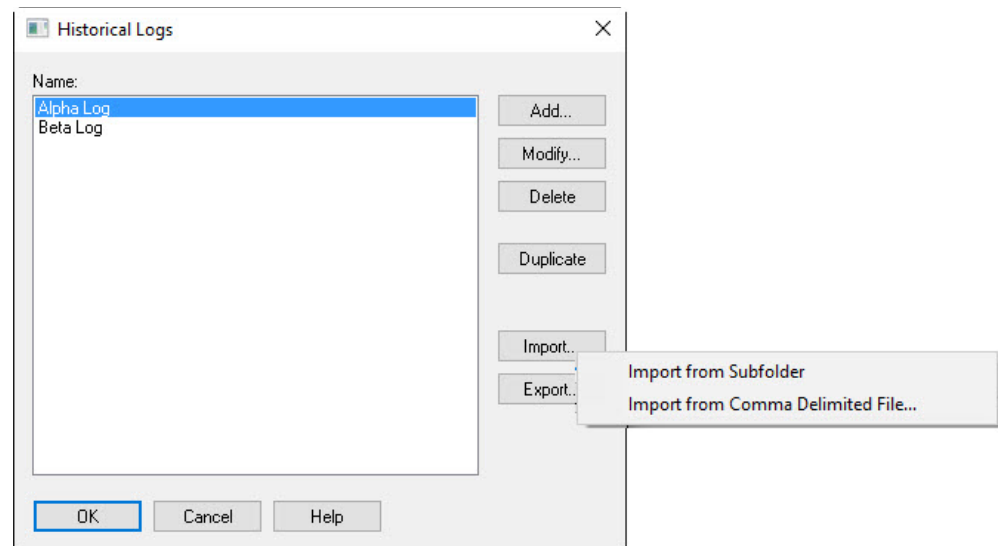 Historical Logs
Name:
Alpha Log
Beta Log
Add...
Modify...
Delete
Duplicate
Import..
Export..
Import from Subfolder
Import from Comma Delimited File...
OK
Cancel
Help